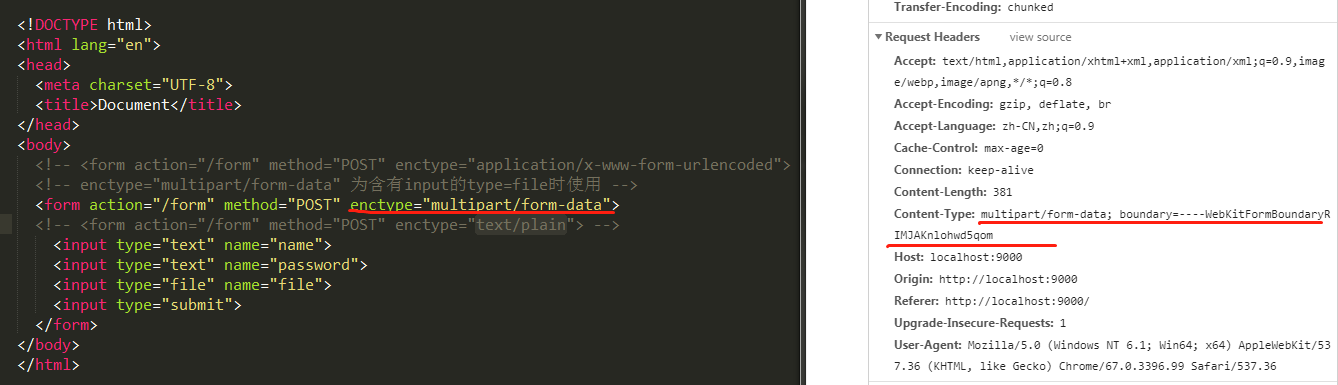 <!DOCTYPE html>
<html lang="en">
<head>
<meta charset="UTF-8">
<title>Document</title>
</head>
<body>
<!-- <form action="/form" method="POST" enctype="application/x-www-form-urlencoded">
<!-- enctype="multipart/form-data" 为含有input的type=file时使用 -->
<form action="/form" method="POST" enctype="multipart/form-data">
<!-- <form action="/form" method="POST" enctype="text/plain"> -->
<input type="text" name="name">
<input type="text" name="password">
<input type="file" name="file">
<input type="submit">
</form>
</body>
</html>
Transfer-Encoding: chunked
Request Headers view source
Accept: text/html,application/xhtml+xml,application/xml;q=0.9,imag
e/webp,image/apng,*/*;q=0.8
Accept-Encoding: gzip, deflate, br
Accept-Language: zh-CN,zh;q=0.9
Cache-Control: max-age=0
Connection: keep-alive
Content-Length: 381
Content-Type: multipart/form-data; boundary=----WebKitFormBoundaryR
IMJAKnlohwd5qom
Host: localhost:9000
Origin: http://localhost:9000
Referer: http://localhost:9000/
Upgrade-Insecure-Requests: 1
User-Agent: Mozilla/5.0 (Windows NT 6.1; Win64; x64) AppleWebKit/53
7.36 (KHTML, like Gecko) Chrome/67.0.3396.99 Safari/537.36